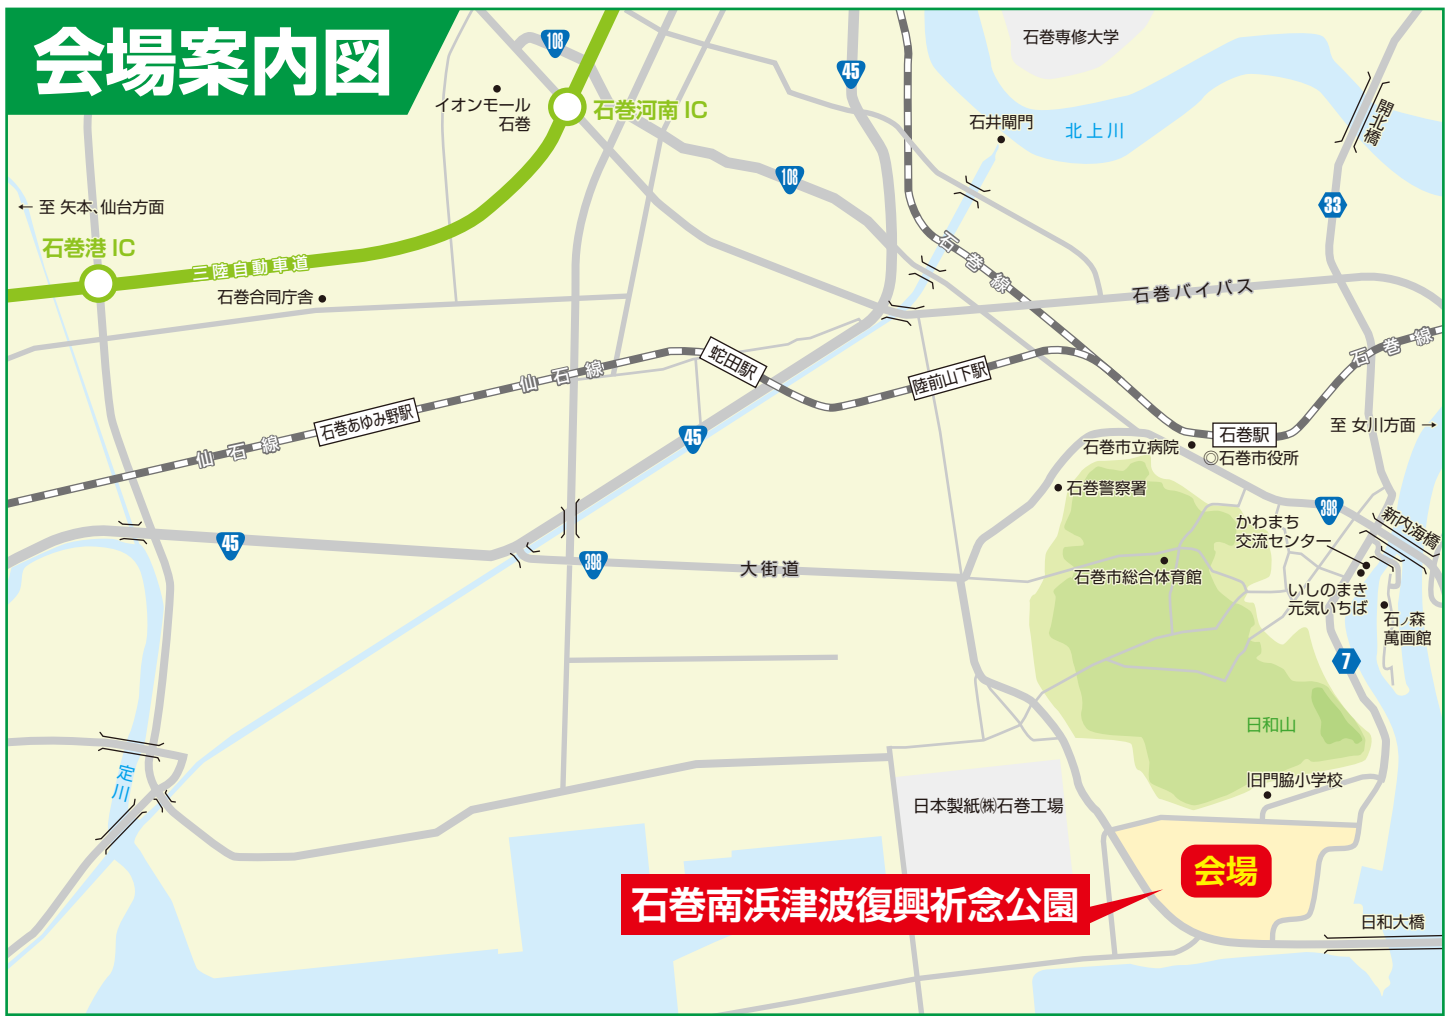 会場案内図
石巻専修大学
108
45
イオンモール
石巻
石巻河南 IC
石井閘門
北上川
開北橋
108
33
← 至 矢本、仙台方面
石巻港 IC
三陸自動車道
石巻合同庁舎
石巻線
石巻バイパス
石巻線
蛇田駅
陸前山下駅
仙石線
石巻あゆみ野駅
仙石線
45
石巻駅
至 女川方面 →
石巻市立病院
◎石巻市役所
石巻警察署
398
新内海橋
かわまち
交流センター
45
398
大街道
石巻市総合体育館
いしのまき
元気いちば
石ノ森
萬画館
7
日和山
定川
旧門脇小学校
日本製紙㈱石巻工場
会場
石巻南浜津波復興祈念公園
日和大橋